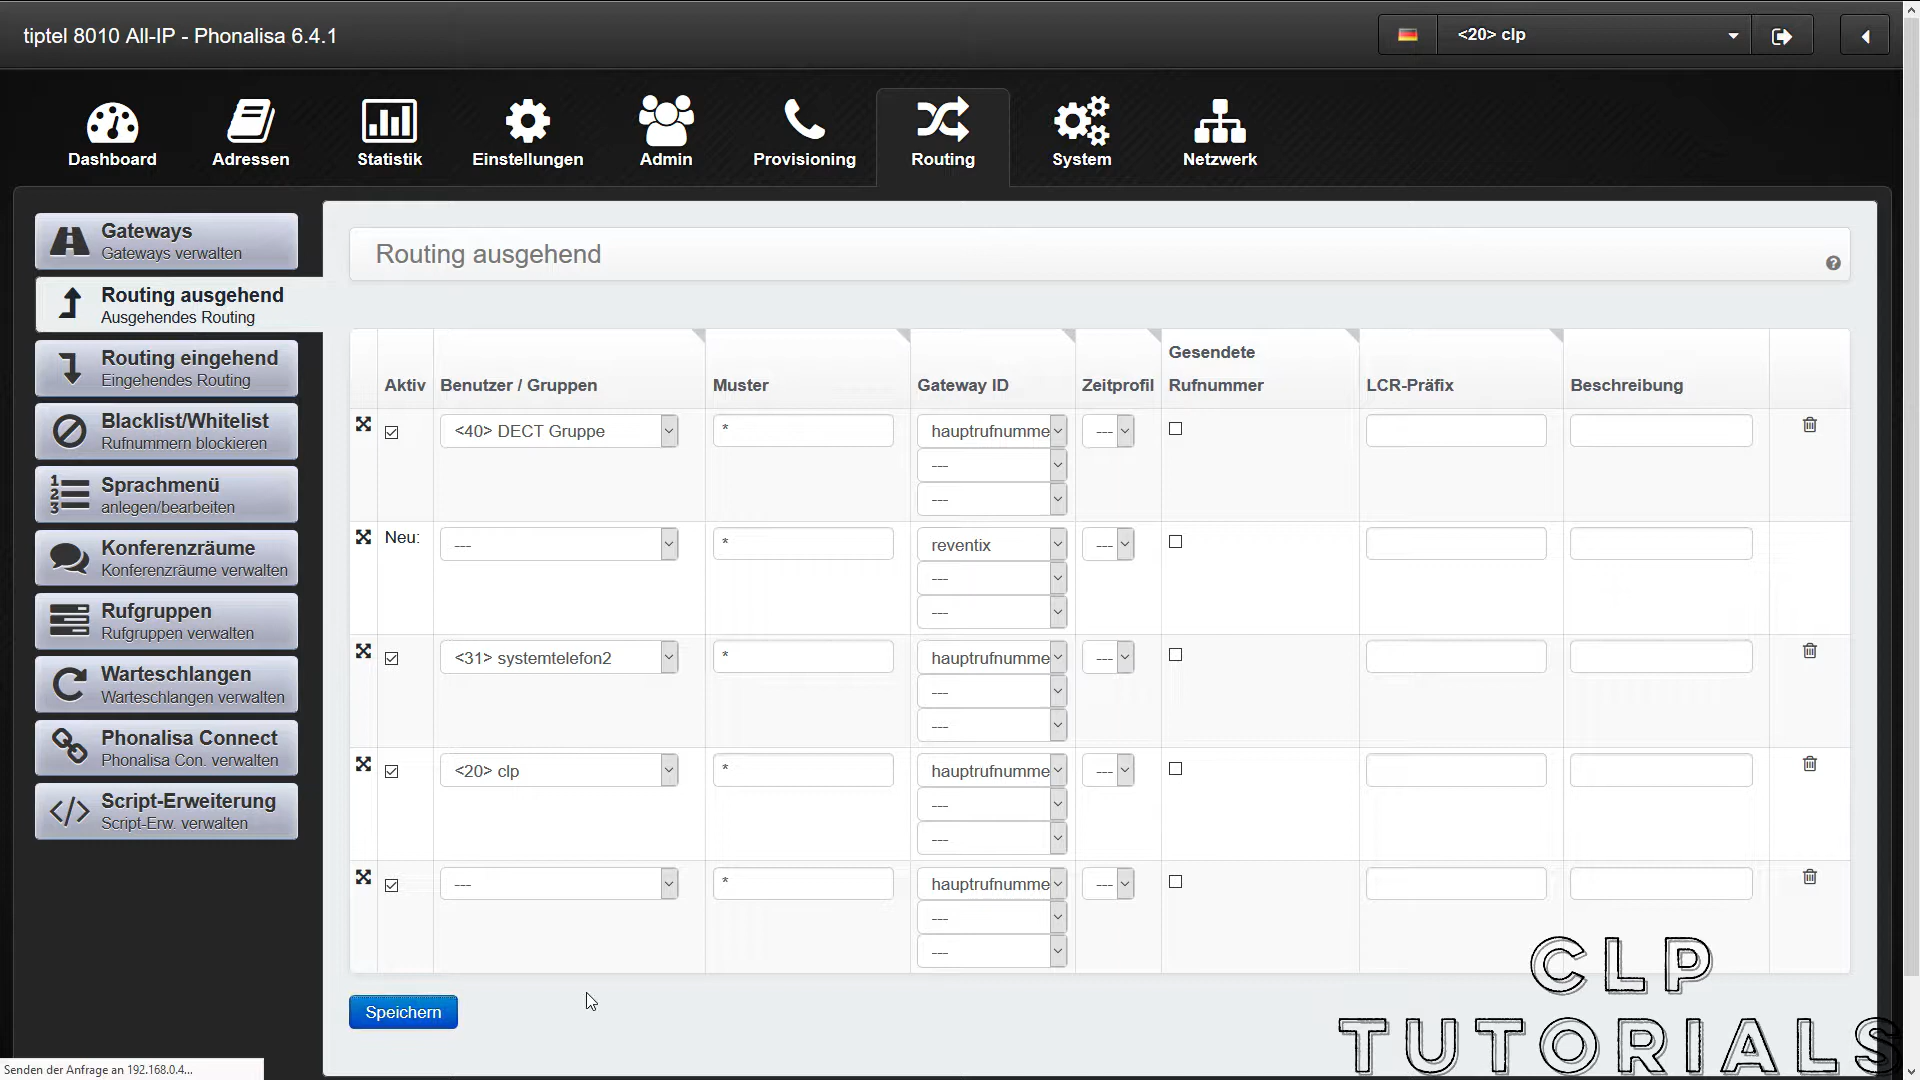 tiptel 8010 All-IP - Phonalisa 6.4.1
<20> clp
Dashboard
Adressen
Statistik
Einstellungen
Admin
Provisioning
Routing
System
Netzwerk
Gateways
Gateways verwalten
Routing ausgehend
Ausgehendes Routing
Routing eingehend
Eingehendes Routing
Blacklist/Whitelist
Rufnummern blockieren
Sprachmenü
anlegen/bearbeiten
Konferenzräume
Konferenzräume verwalten
Rufgruppen
Rufgruppen verwalten
Warteschlangen
Warteschlangen verwalten
Phonalisa Connect
Phonalisa Con. verwalten
Script-Erweiterung
Script-Erw. verwalten
Routing ausgehend
Aktiv Benutzer / Gruppen Muster Gateway ID Zeitprofil Gesendete Rufnummer LCR-Präfix Beschreibung
<40> DECT Gruppe * hauptrufnumme ---
---
---
Neu: --- * reventix ---
---
---
<31> systemtelefon2 * hauptrufnumme ---
---
---
<20> clp * hauptrufnumme ---
---
---
--- * hauptrufnumme ---
---
---
Speichern
Senden der Anfrage an 192.168.0.4...
CLP
TUTORIALS